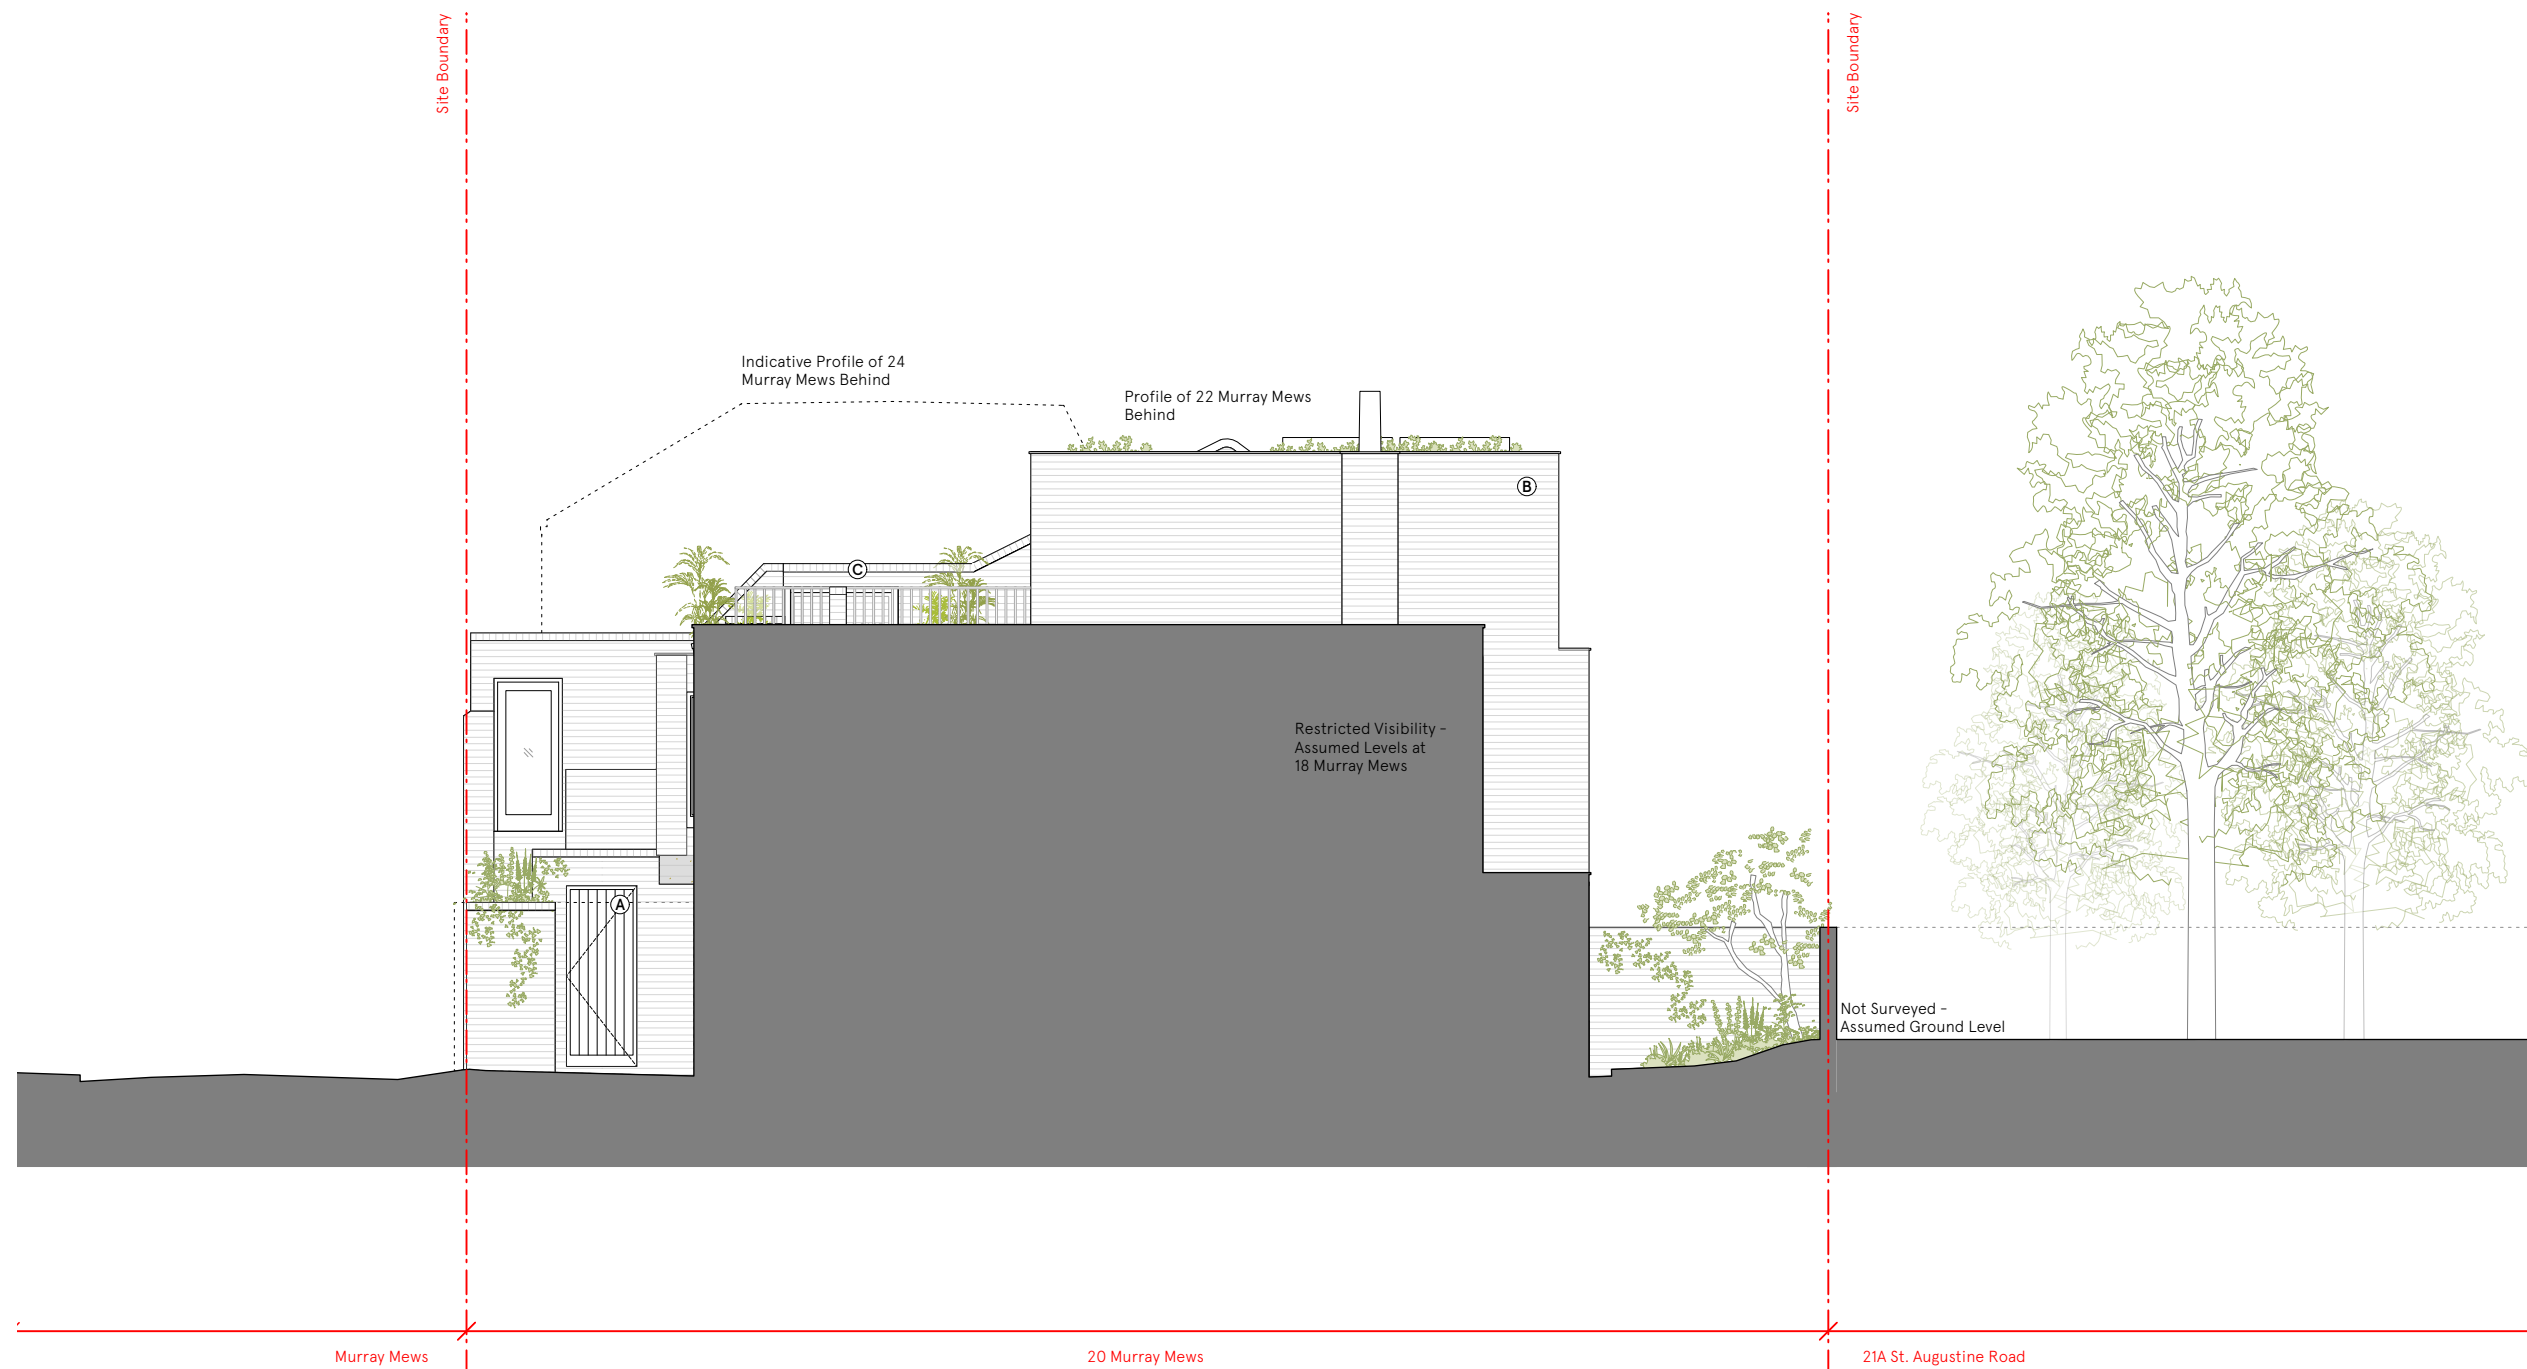 Site Boundary
Site Boundary
Indicative Profile of 24
Murray Mews Behind
Profile of 22 Murray Mews
Behind
B
C
Restricted Visibility -
Assumed Levels at
18 Murray Mews
A
Not Surveyed -
Assumed Ground Level
Murray Mews
20 Murray Mews
21A St. Augustine Road